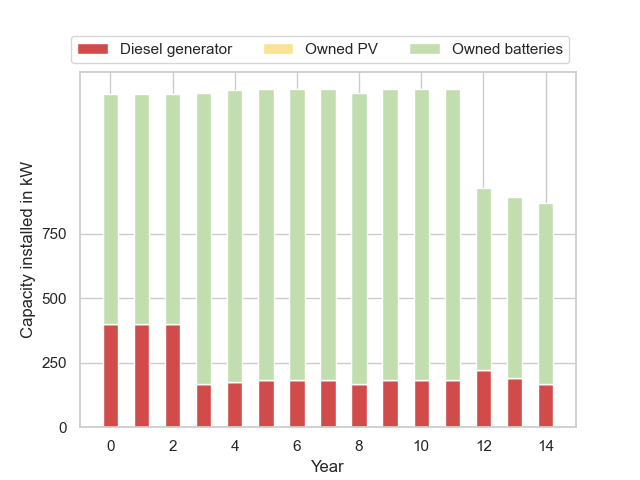 Diesel generator Owned PV Owned batteries
Capacity installed in kW
750
500
250
0
0 2 4 6 8 10 12 14
Year